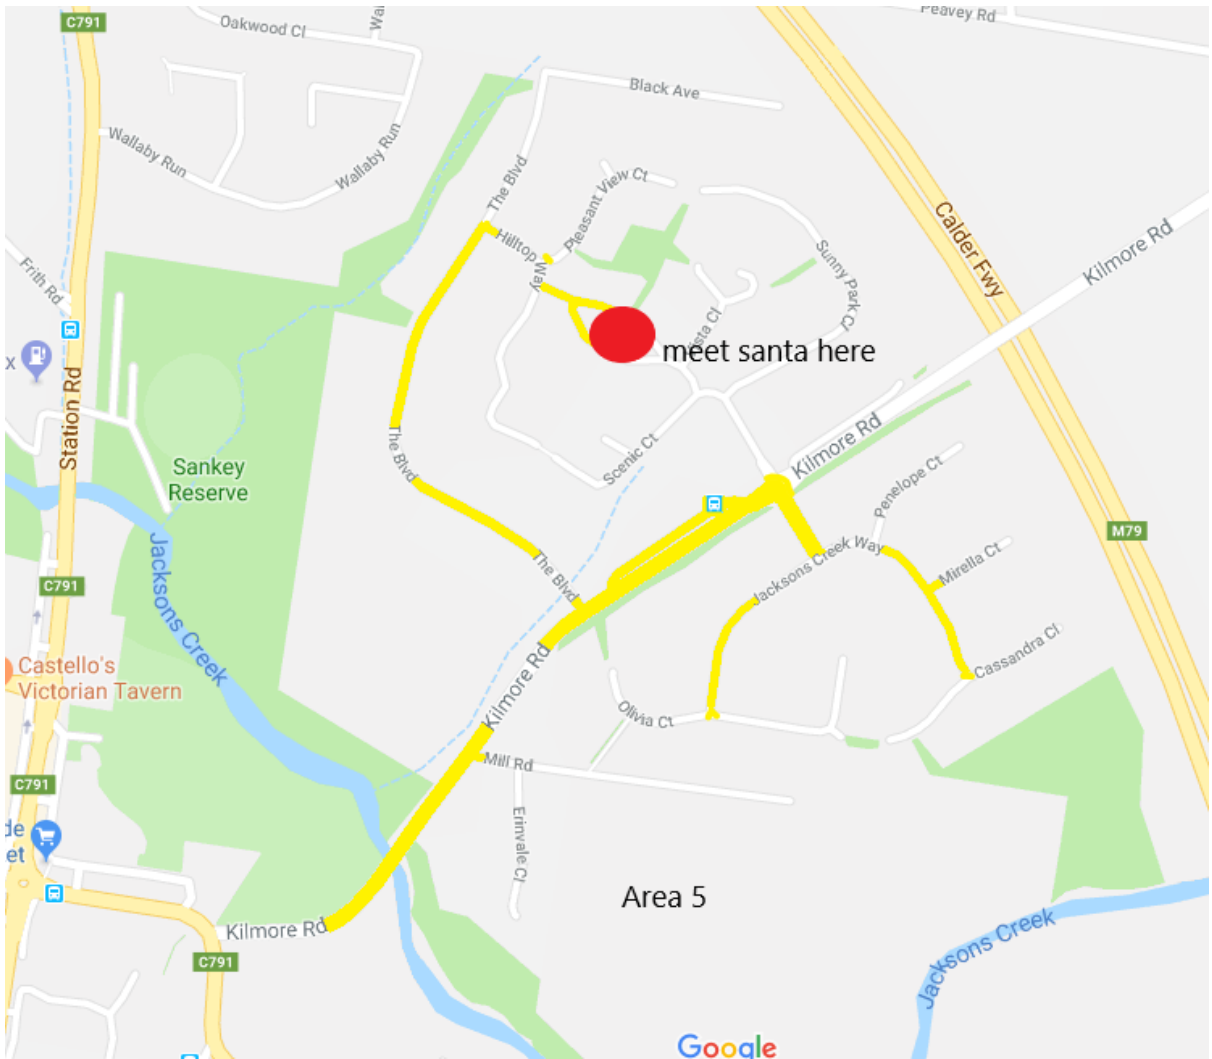 C791
Oakwood Cl
Peavey Rd
Black Ave
Wallaby Run
Wallaby Run
The Blvd
Pleasant View Ct
Calder Fwy
Kilmore Rd
Hilltop Way
Sunny Park Cl
Frith Rd
x
meet santa here
Station Rd
The Blvd
Scenic Ct
Kilmore Rd
Sankey
Reserve
Penelope Ct
M79
Jacksons Creek
Jacksons Creek Way
Mirella Ct
C791
The Blvd
Castello's
Victorian Tavern
Kilmore Rd
Cassandra Cl
Olivia Ct
Mill Rd
C791
Erinvale Cl
de
et
Area 5
Kilmore Rd
C791
Jacksons Creek
Google